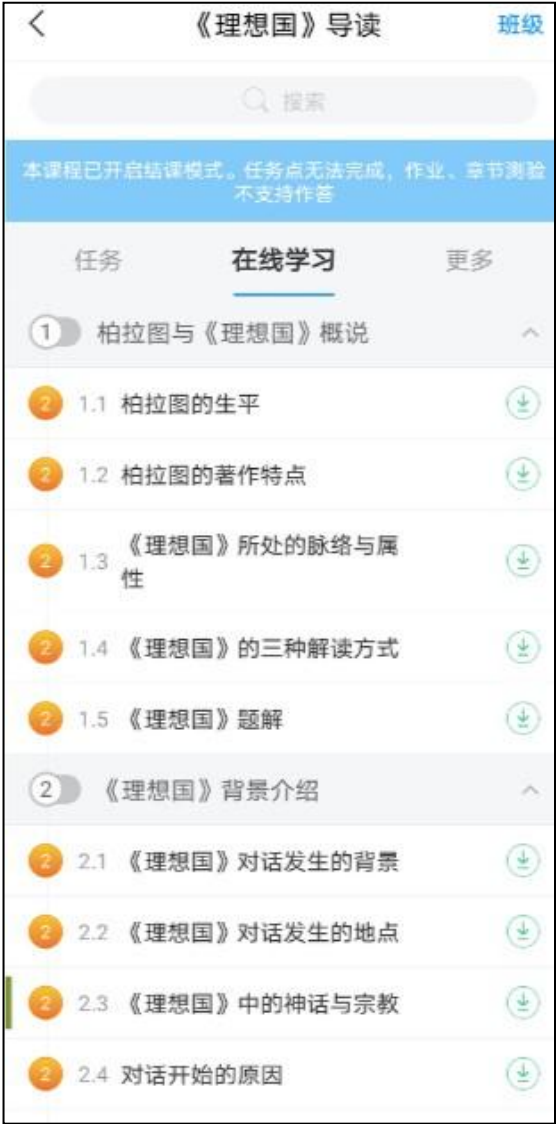 《理想国》导读 班级
搜索
本课程已开启结课模式。任务点无法完成，作业、章节测验
不支持作答
任务 在线学习 更多
1 柏拉图与《理想国》概说
2 1.1 柏拉图的生平
2 1.2 柏拉图的著作特点
2 1.3 《理想国》所处的脉络与属
性
2 1.4 《理想国》的三种解读方式
2 1.5 《理想国》题解
2 《理想国》背景介绍
2 2.1 《理想国》对话发生的背景
2 2.2 《理想国》对话发生的地点
2 2.3 《理想国》中的神话与宗教
2 2.4 对话开始的原因